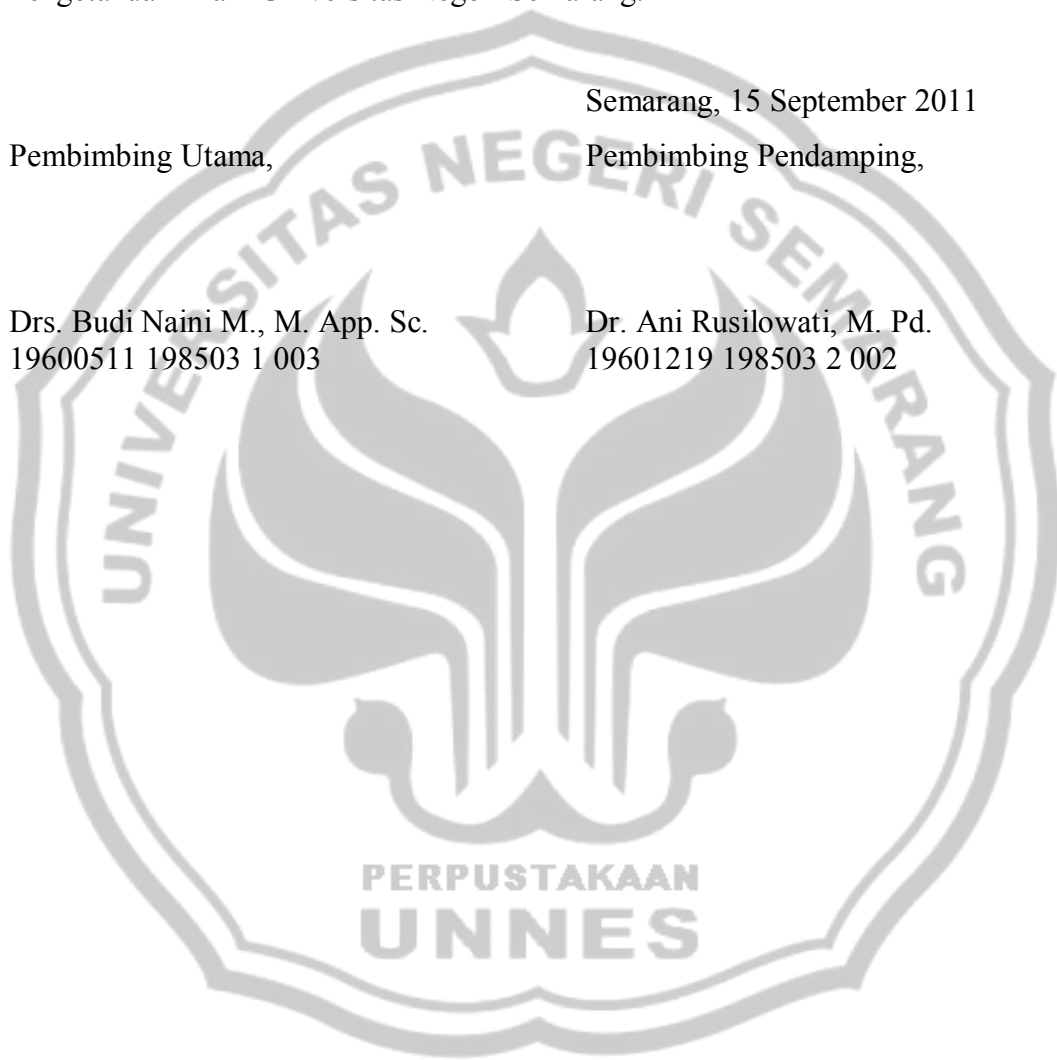 Semarang, 15 September 2011
Pembimbing Utama,
Pembimbing Pendamping,
Drs. Budi Naini M., M. App. Sc.
Dr. Ani Rusilowati, M. Pd.
19600511 198503 1 003
19601219 198503 2 002
UNIVERSITAS NEGERI SEMARANG
PERPUSTAKAAN
UNNES